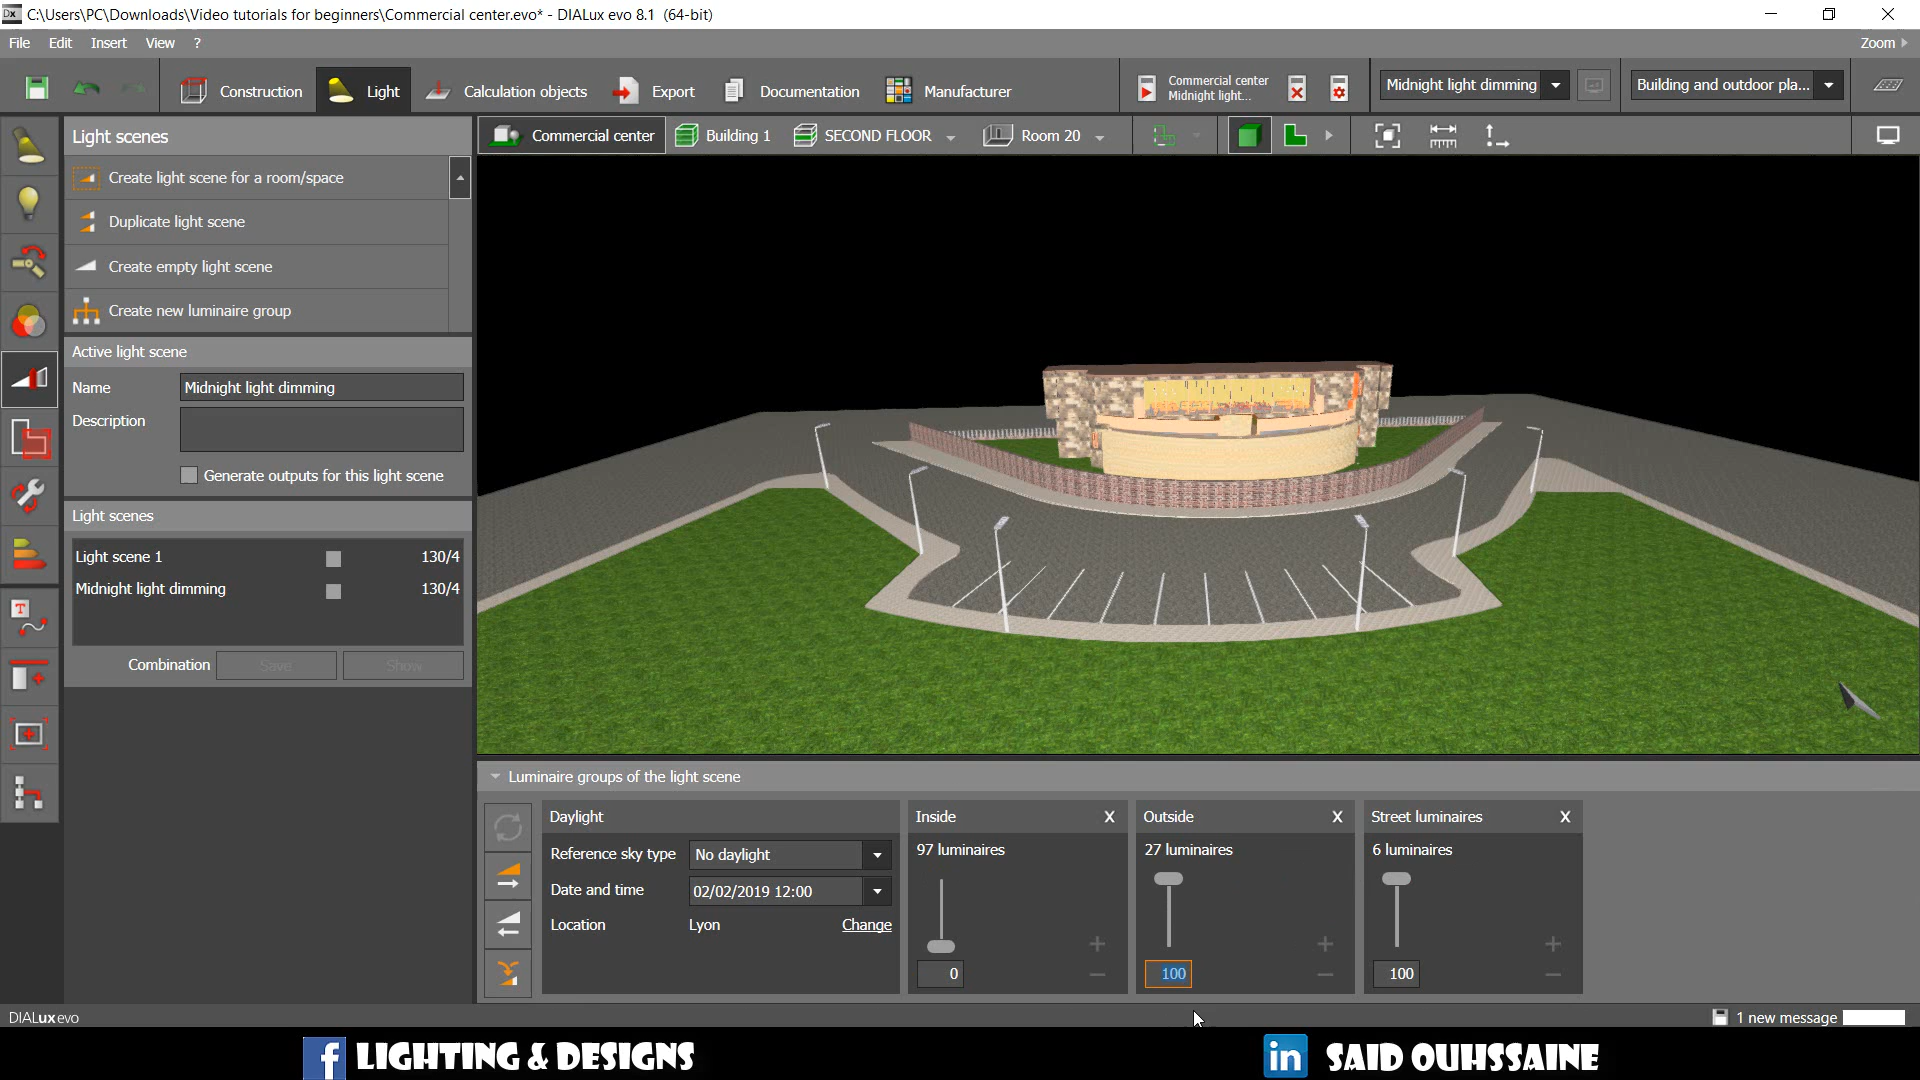 Dx C:\Users\PC\Downloads\Video tutorials for beginners\Commercial center.evo* - DIALux evo 8.1 (64-bit)
File Edit Insert View ? Zoom
Construction Light Calculation objects Export Documentation Manufacturer
Commercial center
Midnight light...
Midnight light dimming
Building and outdoor pla...
Light scenes
Commercial center Building 1 SECOND FLOOR Room 20
Create light scene for a room/space
Duplicate light scene
Create empty light scene
Create new luminaire group
Active light scene
Name Midnight light dimming
Description
Generate outputs for this light scene
Light scenes
Light scene 1 130/4
Midnight light dimming 130/4
Combination Save Show
Luminaire groups of the light scene
Daylight
Reference sky type No daylight
Date and time 02/02/2019 12:00
Location Lyon Change
Inside X
97 luminaires
0
Outside X
27 luminaires
100
Street luminaires X
6 luminaires
100
DIALux evo
1 new message
f LIGHTING & DESIGNS
in SAID OUHSSAINE